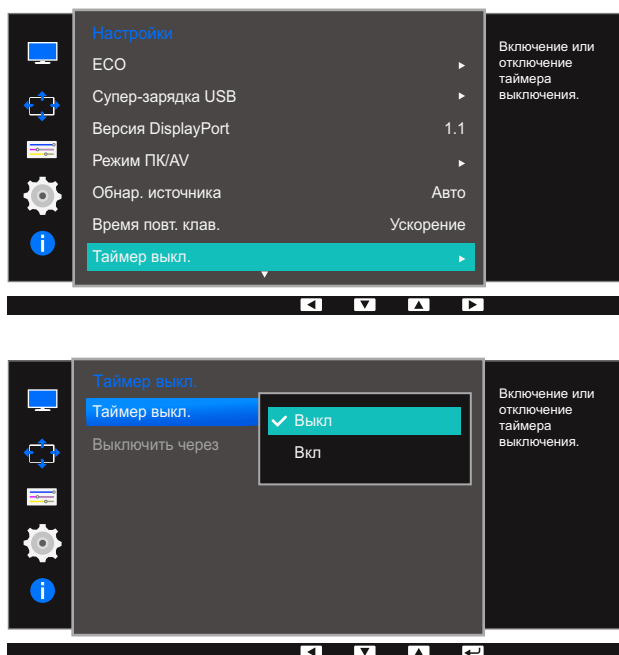 Настройки
ECO
Супер-зарядка USB
Версия DisplayPort 1.1
Режим ПК/AV
Обнар. источника Авто
Время повт. клав. Ускорение
Таймер выкл.
Включение или
отключение
таймера
выключения.
Таймер выкл.
Таймер выкл.
Выключить через
Выкл
Вкл
Включение или
отключение
таймера
выключения.